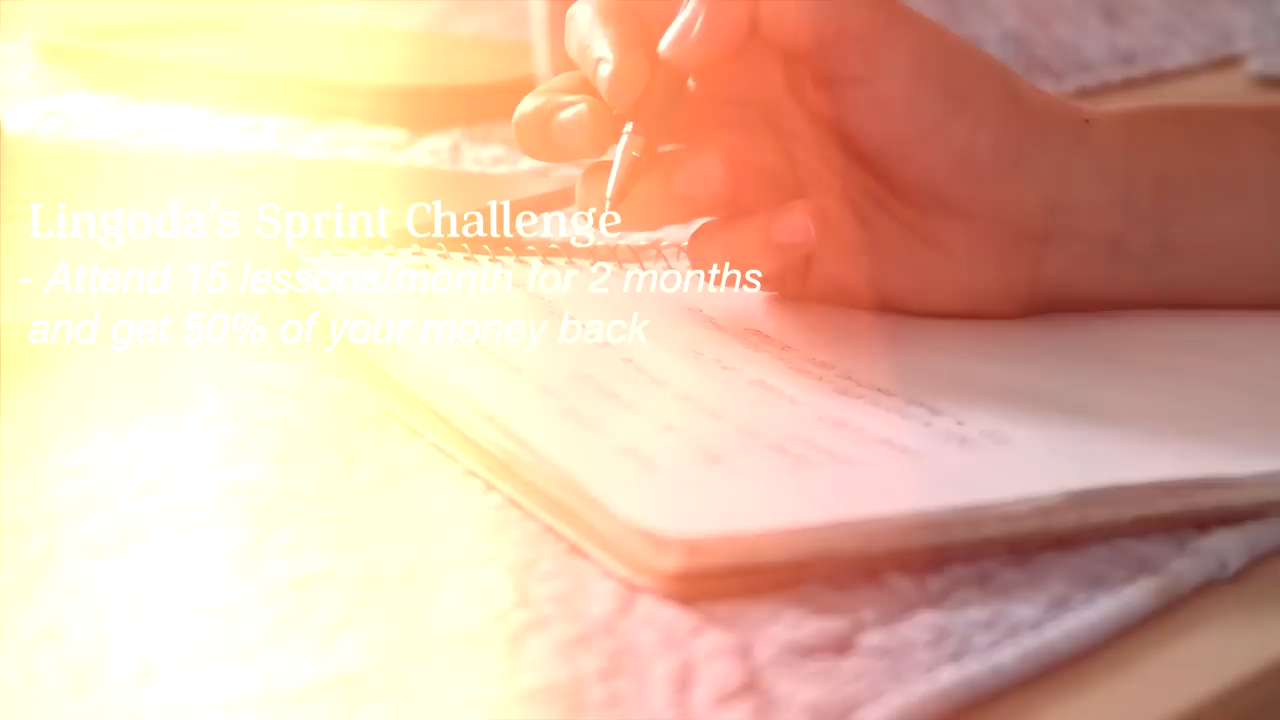 Lingoda's Sprint Challenge
- Attend 15 lessons/month for 2 months
and get 50% of your money back